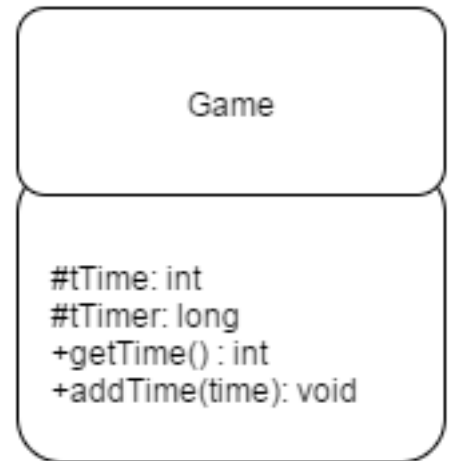 Game
#tTime: int
#tTimer: long
+getTime() : int
+addTime(time): void